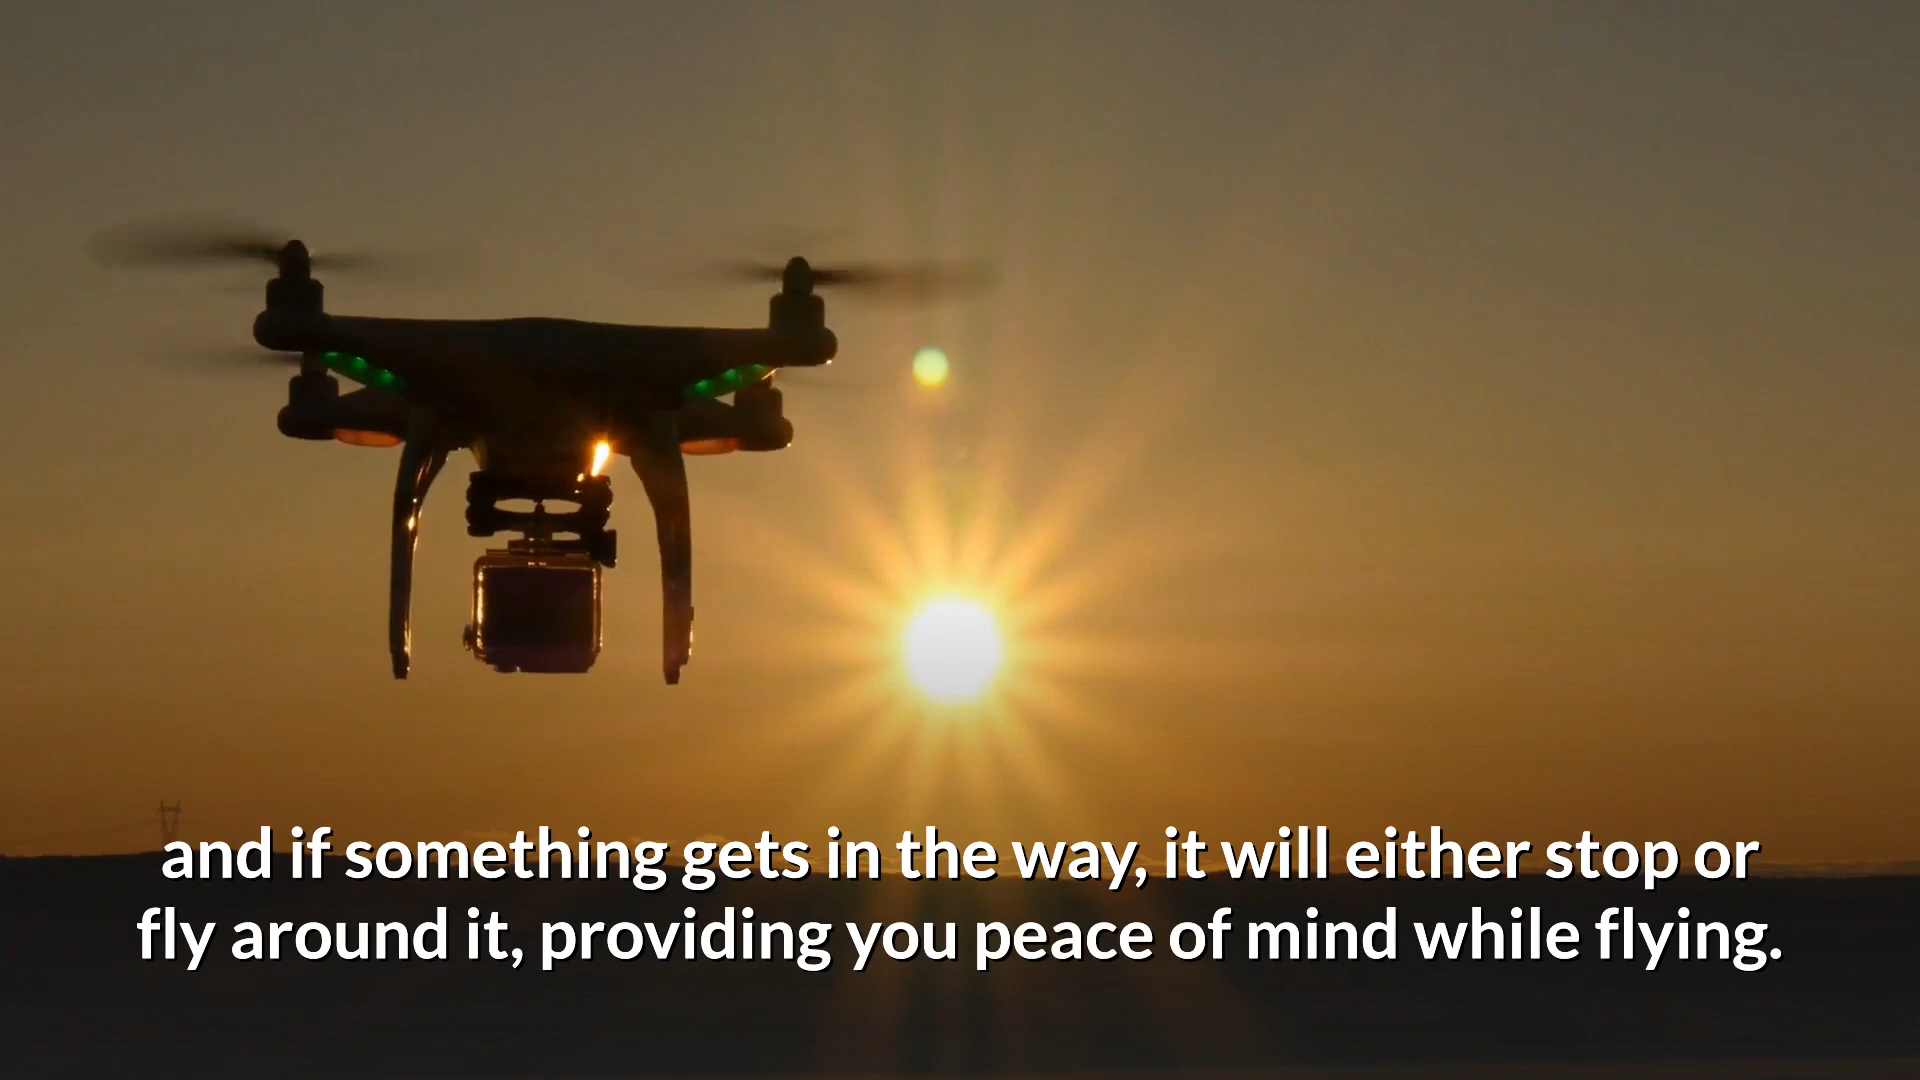 and if something gets in the way, it will either stop or
fly around it, providing you peace of mind while flying.